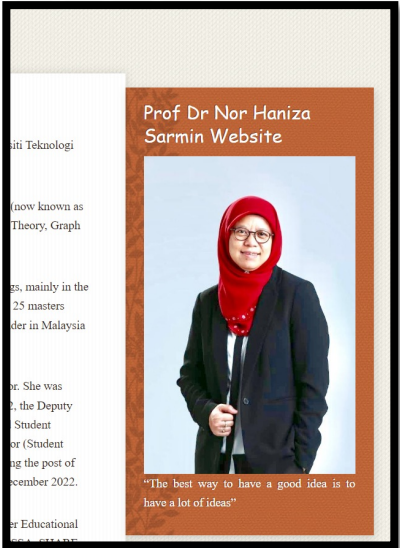 Prof Dr Nor Haniza
Sarmin Website
siti Teknologi
(now known as
Theory, Graph
gs, mainly in the
25 masters
der in Malaysia
or. She was
2, the Deputy
Student
or (Student
ng the post of
ecember 2022.
er Educational
“The best way to have a good idea is to
have a lot of ideas”